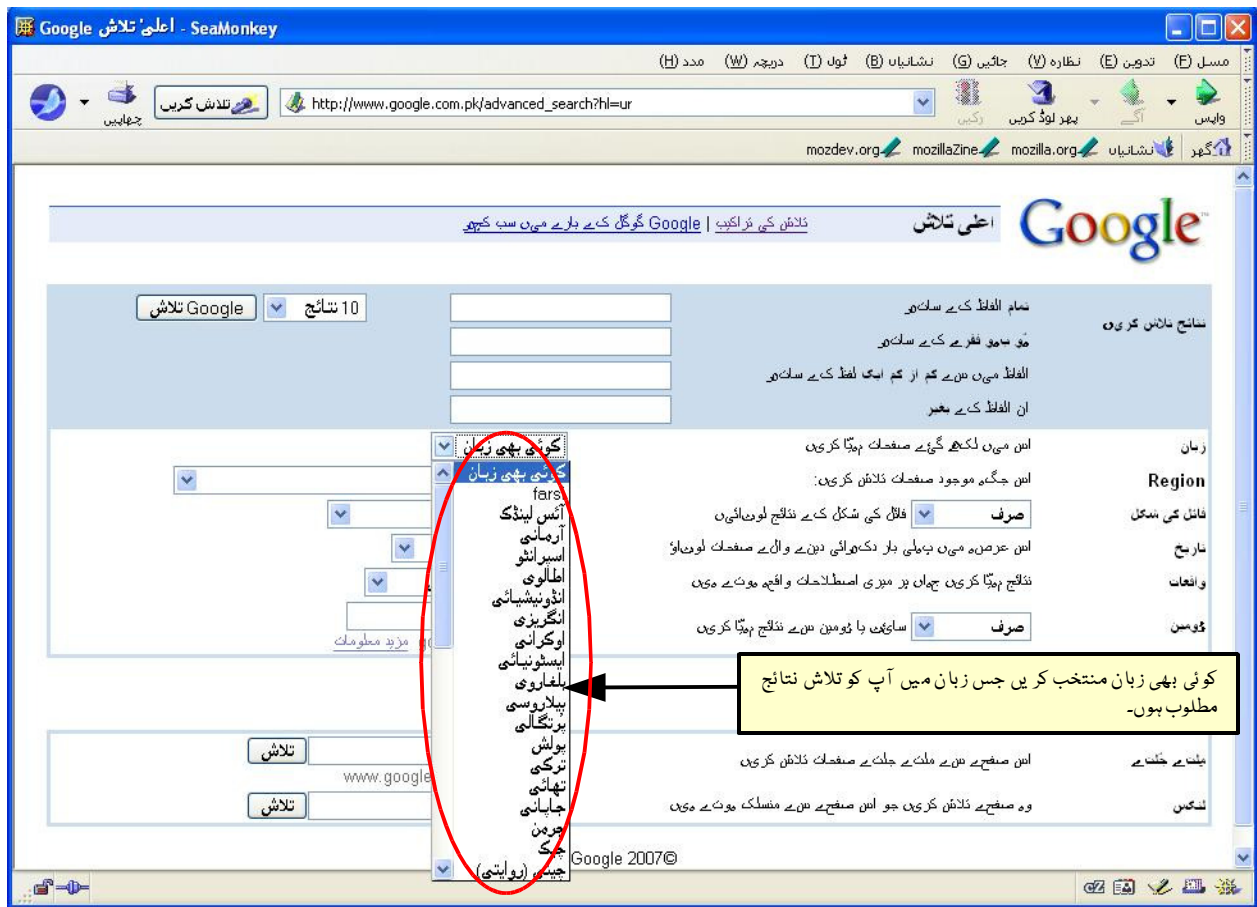 Google اعلیٰ تلاش - SeaMonkey
مسل (F) تدوین (E) نظارہ (V) جائیں (G) نشانیاں (B) ٹول (T) دریچہ (W) مدد (H)
واپس آگے پھر لوڈ کریں رکیں http://www.google.com.pk/advanced_search?hl=ur تلاش کریں چھاپیں
گھر نشانیاں mozilla.org mozillaZine mozdev.org
Google اعلی تلاش تلاش کی تراکیب | Google گوگل کے بارے میں سب کچھ
نتائج تلاش کریں
تمام الفاظ کے ساتھ 10 نتائج Google تلاش
ہو بہو فقرے کے ساتھ
الفاظ میں سے کم از کم ایک لفظ کے ساتھ
ان الفاظ کے بغیر
زبان اس میں لکھے گئے صفحات مہیّا کریں کوئی بھی زبان
Region اس جگہ موجود صفحات تلاش کریں:
فائل کی شکل صرف فائل کی شکل کے نتائج لوٹائیں
تاریخ اس عرصہ میں پہلی بار دکھائی دینے والے صفحات لوٹاؤ
واقعات نتائج مہیّا کریں جہاں پر میری اصطلاحات واقع ہوتے ہیں
ڈومین صرف سائیٹ یا ڈومین سے نتائج مہیّا کریں
مزید معلومات
کوئی بھی زبان
farsi
آئس لینڈک
آرمانی
اسپرانٹو
اطالوی
انڈونیشیائی
انگریزی
اوکرانی
ایسٹونیائی
بلغاروی
بیلاروسی
پُرتگالی
پولش
ترکی
تھائی
جاپانی
جرمن
چیک
چینی (روایتی)
کوئی بھی زبان منتخب کریں جس زبان میں آپ کو تلاش نتائج
مطلوب ہوں۔
ملتے جُلتے اس صفحے سے ملتے جلتے صفحات تلاش کریں تلاش
www.google
لنکس وہ صفحے تلاش کریں جو اس صفحے سے منسلک ہوتے ہیں تلاش
Google 2007©